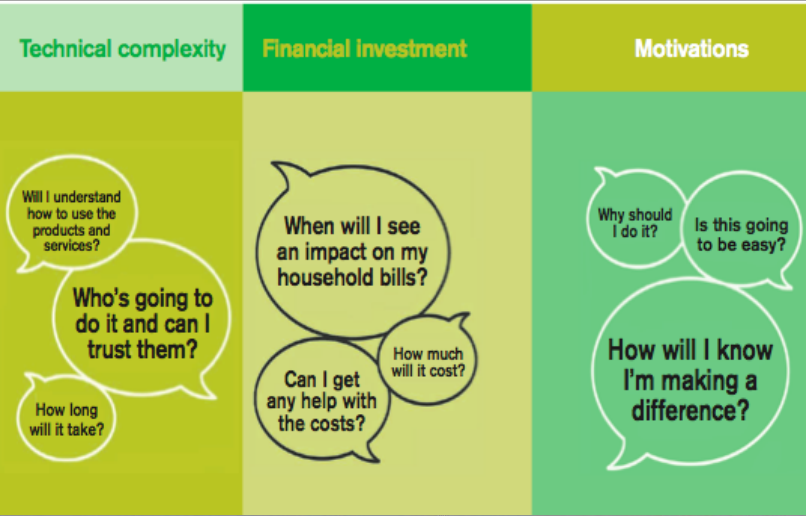 Technical complexity
Financial investment
Motivations
Will I understand
how to use the
products and
services?
Who's going to
do it and can I
trust them?
How long
will it take?
When will I see
an impact on my
household bills?
How much
will it cost?
Can I get
any help with
the costs?
Why should
I do it?
Is this going
to be easy?
How will I know
I'm making a
difference?